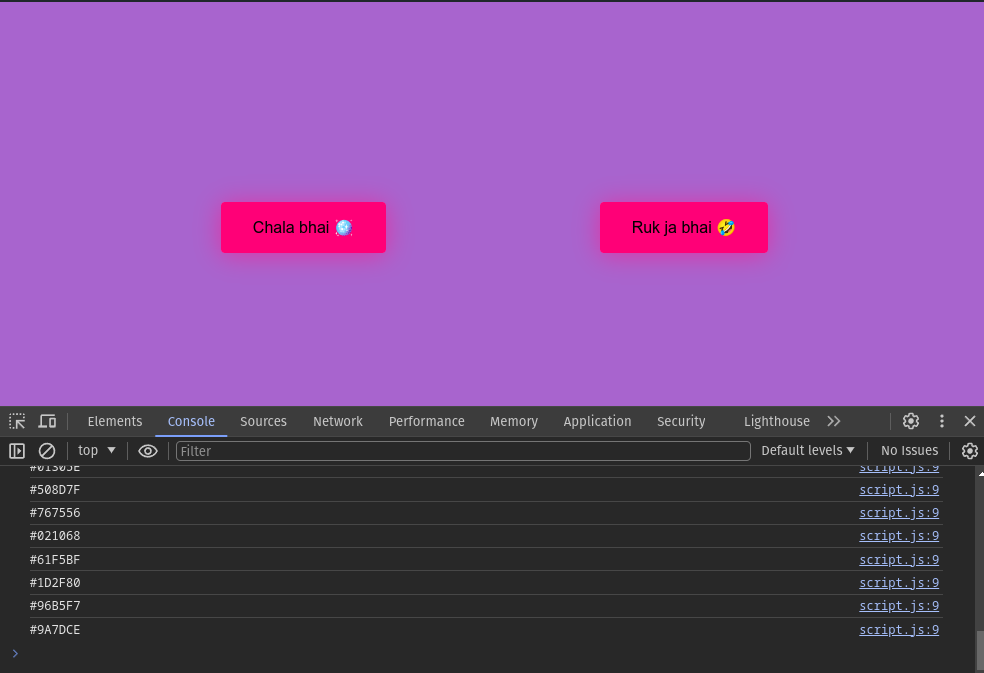 Chala bhai 🪩
Ruk ja bhai 🤣
Elements Console Sources Network Performance Memory Application Security Lighthouse
top Filter Default levels No Issues
script.js:9
#508D7F script.js:9
#767556 script.js:9
#021068 script.js:9
#61F5BF script.js:9
#1D2F80 script.js:9
#96B5F7 script.js:9
#9A7DCE script.js:9